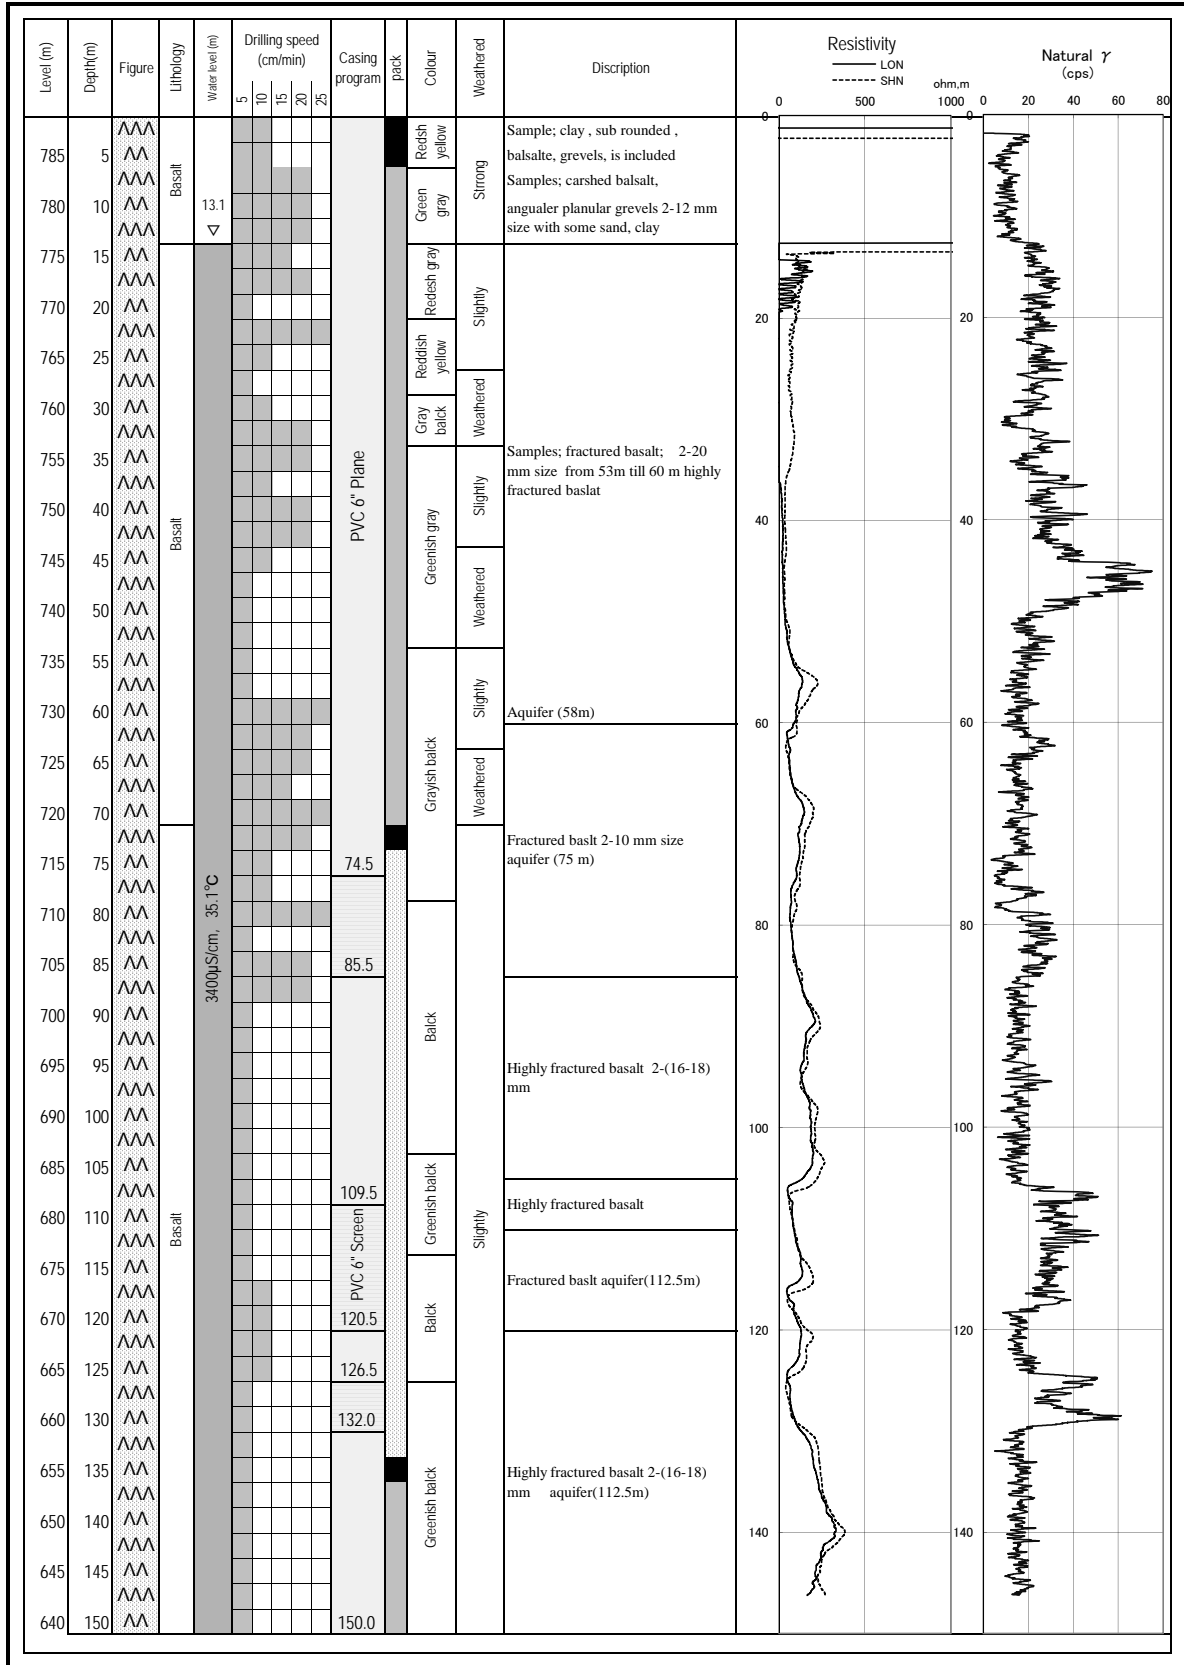 Level (m)
Depth(m)
Figure
Lithology
Water level (m)
Drilling speed
(cm/min)
5
10
15
20
25
Casing
program
pack
Colour
Weathered
Discription
Resistivity
LON
SHN
ohm,m
0 500 1000
Natural γ
(cps)
0 20 40 60 80
785 5
780 10
775 15
770 20
765 25
760 30
755 35
750 40
745 45
740 50
735 55
730 60
725 65
720 70
715 75
710 80
705 85
700 90
695 95
690 100
685 105
680 110
675 115
670 120
665 125
660 130
655 135
650 140
645 145
640 150
Basalt
Basalt
Basalt
13.1
3400µS/cm, 35.1℃
PVC 6" Plane
74.5
85.5
109.5
PVC 6" Screen
120.5
126.5
132.0
150.0
Redsh
yellow
Green
gray
Redesh gray
Reddish
yellow
Gray
balck
Greenish gray
Grayish balck
Balck
Greenish balck
Balck
Greenish balck
Strrong
Slightly
Weathered
Slightly
Weathered
Slightly
Weathered
Slightly
Sample; clay , sub rounded ,
balsalte, grevels, is included
Samples; carshed balsalt,
angualer planular grevels 2-12 mm
size with some sand, clay
Samples; fractured basalt; 2-20
mm size from 53m till 60 m highly
fractured baslat
Aquifer (58m)
Fractured baslt 2-10 mm size
aquifer (75 m)
Highly fractured basalt 2-(16-18)
mm
Highly fractured basalt
Fractured baslt aquifer(112.5m)
Highly fractured basalt 2-(16-18)
mm aquifer(112.5m)
0
20
40
60
80
100
120
140
0
20
40
60
80
100
120
140